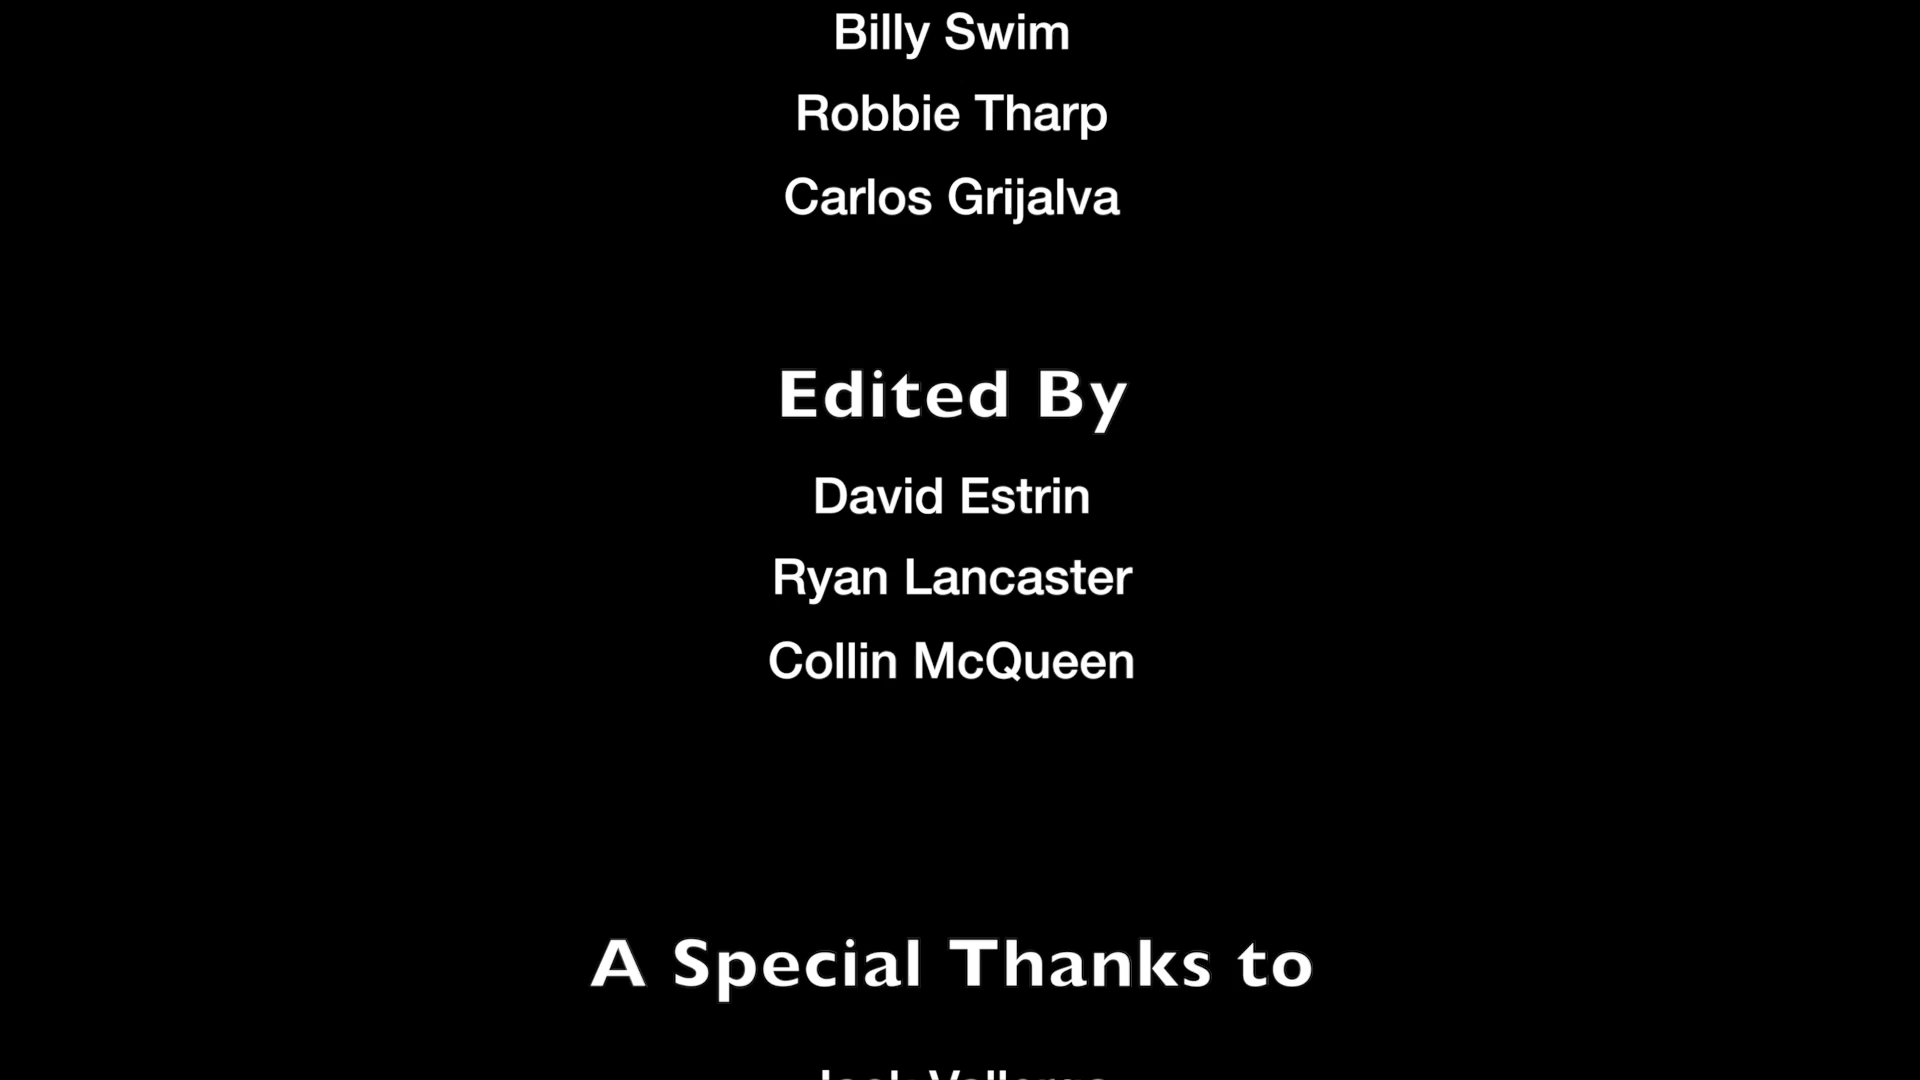 Billy Swim
Robbie Tharp
Carlos Grijalva
Edited By
David Estrin
Ryan Lancaster
Collin McQueen
A Special Thanks to